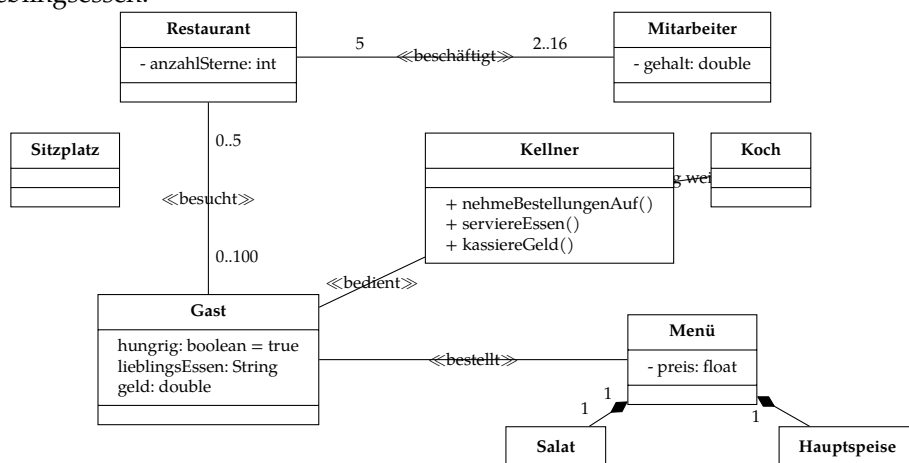 Restaurant
- anzahlSterne: int
5
≪beschäftigt≫
2..16
Mitarbeiter
- gehalt: double
0..5
Sitzplatz
Kellner
Koch
+ nehmeBestellungenAuf()
+ serviereEssen()
+ kassiereGeld()
≪besucht≫
0..100
≪bedient≫
Gast
hungrig: boolean = true
lieblingsEssen: String
geld: double
≪bestellt≫
Menü
- preis: float
1
1
1
Salat
Hauptspeise